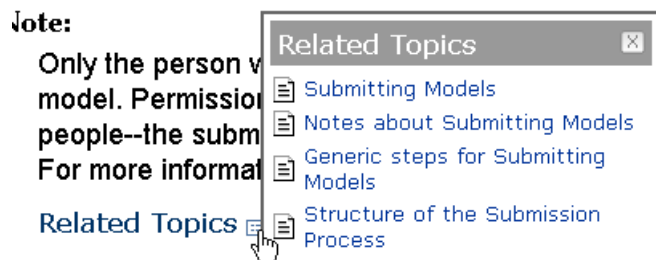 Note:
Only the person
model. Permission
people--the subm
For more informat
Related Topics
Related Topics
Submitting Models
Notes about Submitting Models
Generic steps for Submitting
Models
Structure of the Submission
Process